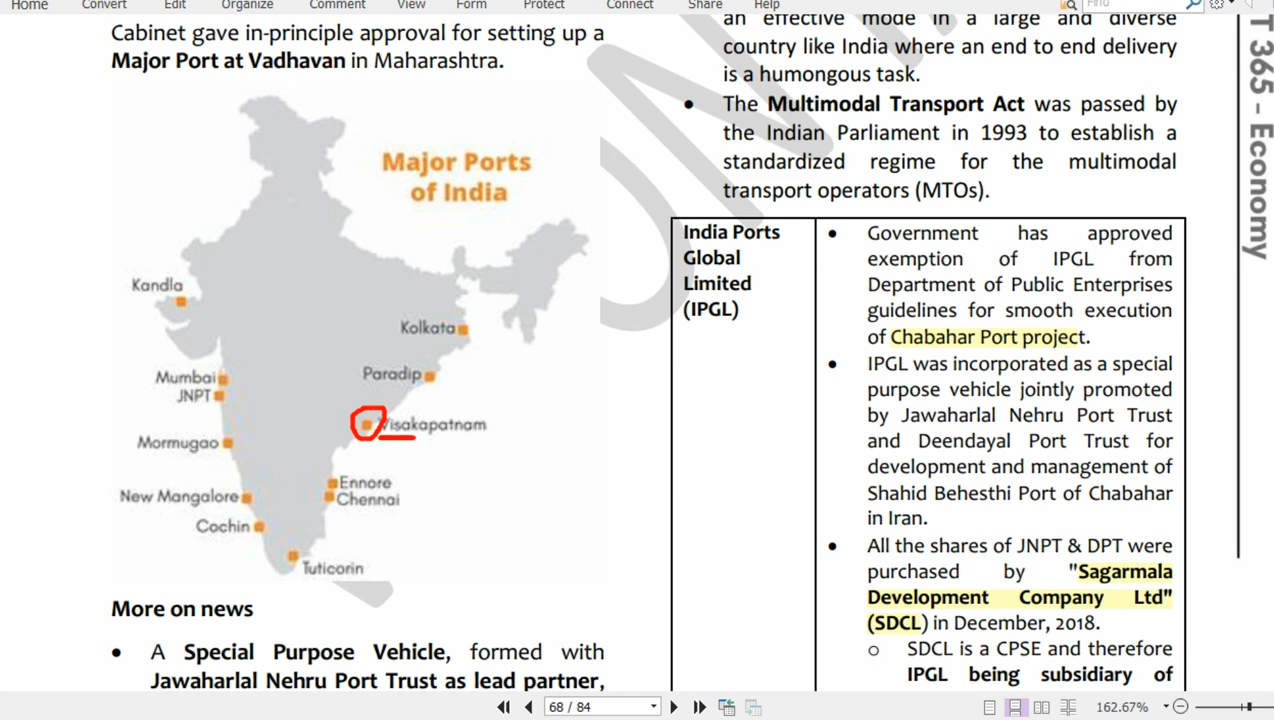 Home Convert Edit Organize Comment View Form Protect Connect Share Help Find
Cabinet gave in-principle approval for setting up a
Major Port at Vadhavan in Maharashtra.
Major Ports
of India
Kandla
Kolkata
Mumbai
Paradip
JNPT
Visakapatnam
Mormugao
Ennore
New Mangalore
Chennai
Cochin
Tuticorin
More on news
• A Special Purpose Vehicle, formed with
Jawaharlal Nehru Port Trust as lead partner,
an effective mode in a large and diverse
country like India where an end to end delivery
is a humongous task.
• The Multimodal Transport Act was passed by
the Indian Parliament in 1993 to establish a
standardized regime for the multimodal
transport operators (MTOs).
India Ports
Global
Limited
(IPGL)
• Government has approved
exemption of IPGL from
Department of Public Enterprises
guidelines for smooth execution
of Chabahar Port project.
• IPGL was incorporated as a special
purpose vehicle jointly promoted
by Jawaharlal Nehru Port Trust
and Deendayal Port Trust for
development and management of
Shahid Behesthi Port of Chabahar
in Iran.
• All the shares of JNPT & DPT were
purchased by "Sagarmala
Development Company Ltd"
(SDCL) in December, 2018.
o SDCL is a CPSE and therefore
IPGL being subsidiary of
T 365 - Economy
68 / 84
162.67%